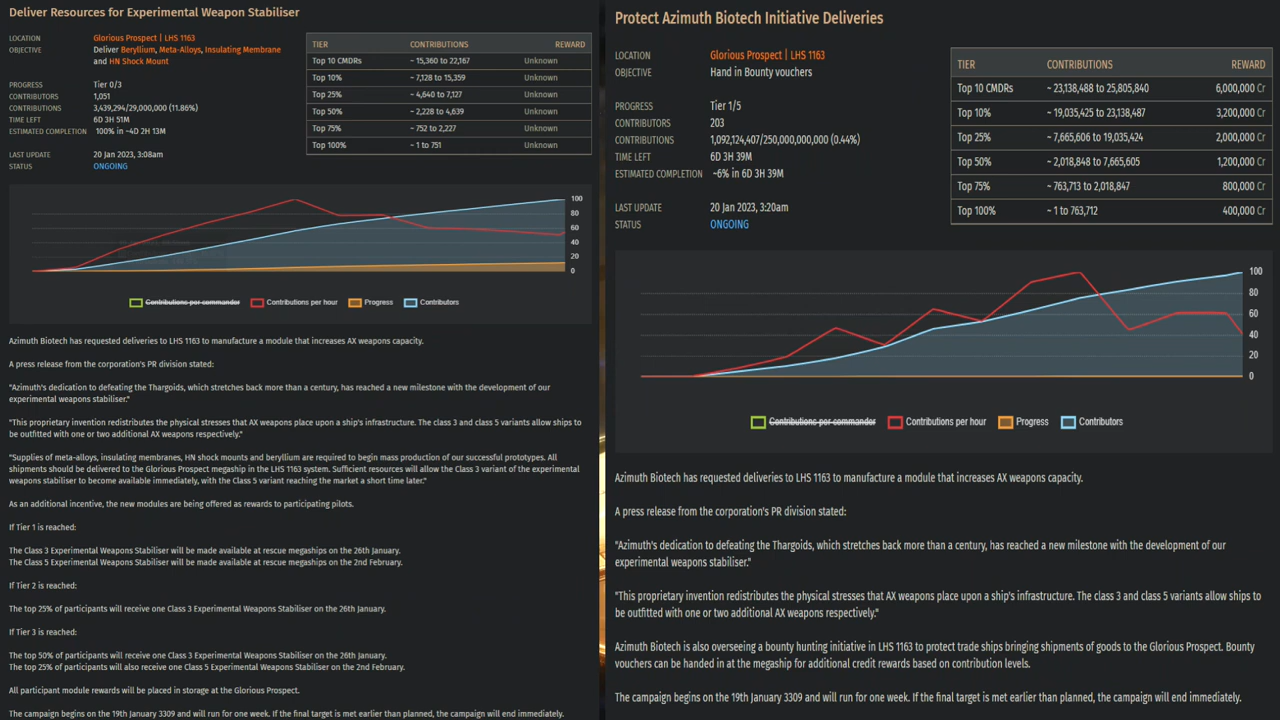 Deliver Resources for Experimental Weapon Stabiliser
LOCATION Glorious Prospect | LHS 1163
OBJECTIVE Deliver Beryllium, Meta-Alloys, Insulating Membrane
and HN Shock Mount
PROGRESS Tier 0/3
CONTRIBUTORS 1,051
CONTRIBUTIONS 3,439,294/29,000,000 (11.86%)
TIME LEFT 6D 3H 51M
ESTIMATED COMPLETION 100% in ~4D 2H 13M
LAST UPDATE 20 Jan 2023, 3:08am
STATUS ONGOING
TIER CONTRIBUTIONS REWARD
Top 10 CMDRs ~ 15,360 to 22,167 Unknown
Top 10% ~ 7,128 to 15,359 Unknown
Top 25% ~ 4,640 to 7,127 Unknown
Top 50% ~ 2,228 to 4,639 Unknown
Top 75% ~ 752 to 2,227 Unknown
Top 100% ~ 1 to 751 Unknown
100
80
60
40
20
0
Contributions per commander Contributions per hour Progress Contributors
Azimuth Biotech has requested deliveries to LHS 1163 to manufacture a module that increases AX weapons capacity.
A press release from the corporation's PR division stated:
"Azimuth's dedication to defeating the Thargoids, which stretches back more than a century, has reached a new milestone with the development of our
experimental weapons stabiliser."
"This proprietary invention redistributes the physical stresses that AX weapons place upon a ship's infrastructure. The class 3 and class 5 variants allow ships to
be outfitted with one or two additional AX weapons respectively."
"Supplies of meta-alloys, insulating membranes, HN shock mounts and beryllium are required to begin mass production of our successful prototypes. All
shipments should be delivered to the Glorious Prospect megaship in the LHS 1163 system. Sufficient resources will allow the Class 3 variant of the experimental
weapons stabiliser to become available immediately, with the Class 5 variant reaching the market a short time later."
As an additional incentive, the new modules are being offered as rewards to participating pilots.
If Tier 1 is reached:
The Class 3 Experimental Weapons Stabiliser will be made available at rescue megaships on the 26th January.
The Class 5 Experimental Weapons Stabiliser will be made available at rescue megaships on the 2nd February.
If Tier 2 is reached:
The top 25% of participants will receive one Class 3 Experimental Weapons Stabiliser on the 26th January.
If Tier 3 is reached:
The top 50% of participants will receive one Class 3 Experimental Weapons Stabiliser on the 26th January.
The top 25% of participants will also receive one Class 5 Experimental Weapons Stabiliser on the 2nd February.
All participant module rewards will be placed in storage at the Glorious Prospect.
The campaign begins on the 19th January 3309 and will run for one week. If the final target is met earlier than planned, the campaign will end immediately.
Protect Azimuth Biotech Initiative Deliveries
LOCATION Glorious Prospect | LHS 1163
OBJECTIVE Hand in Bounty vouchers
PROGRESS Tier 1/5
CONTRIBUTORS 203
CONTRIBUTIONS 1,092,124,407/250,000,000,000 (0.44%)
TIME LEFT 6D 3H 39M
ESTIMATED COMPLETION ~6% in 6D 3H 39M
LAST UPDATE 20 Jan 2023, 3:20am
STATUS ONGOING
TIER CONTRIBUTIONS REWARD
Top 10 CMDRs ~ 23,138,488 to 25,805,840 6,000,000 Cr
Top 10% ~ 19,035,425 to 23,138,487 3,200,000 Cr
Top 25% ~ 7,665,606 to 19,035,424 2,000,000 Cr
Top 50% ~ 2,018,848 to 7,665,605 1,200,000 Cr
Top 75% ~ 763,713 to 2,018,847 800,000 Cr
Top 100% ~ 1 to 763,712 400,000 Cr
100
80
60
40
20
0
Contributions per commander Contributions per hour Progress Contributors
Azimuth Biotech has requested deliveries to LHS 1163 to manufacture a module that increases AX weapons capacity.
A press release from the corporation's PR division stated:
"Azimuth's dedication to defeating the Thargoids, which stretches back more than a century, has reached a new milestone with the development of our
experimental weapons stabiliser."
"This proprietary invention redistributes the physical stresses that AX weapons place upon a ship's infrastructure. The class 3 and class 5 variants allow ships to
be outfitted with one or two additional AX weapons respectively."
Azimuth Biotech is also overseeing a bounty hunting initiative in LHS 1163 to protect trade ships bringing shipments of goods to the Glorious Prospect. Bounty
vouchers can be handed in at the megaship for additional credit rewards based on contribution levels.
The campaign begins on the 19th January 3309 and will run for one week. If the final target is met earlier than planned, the campaign will end immediately.